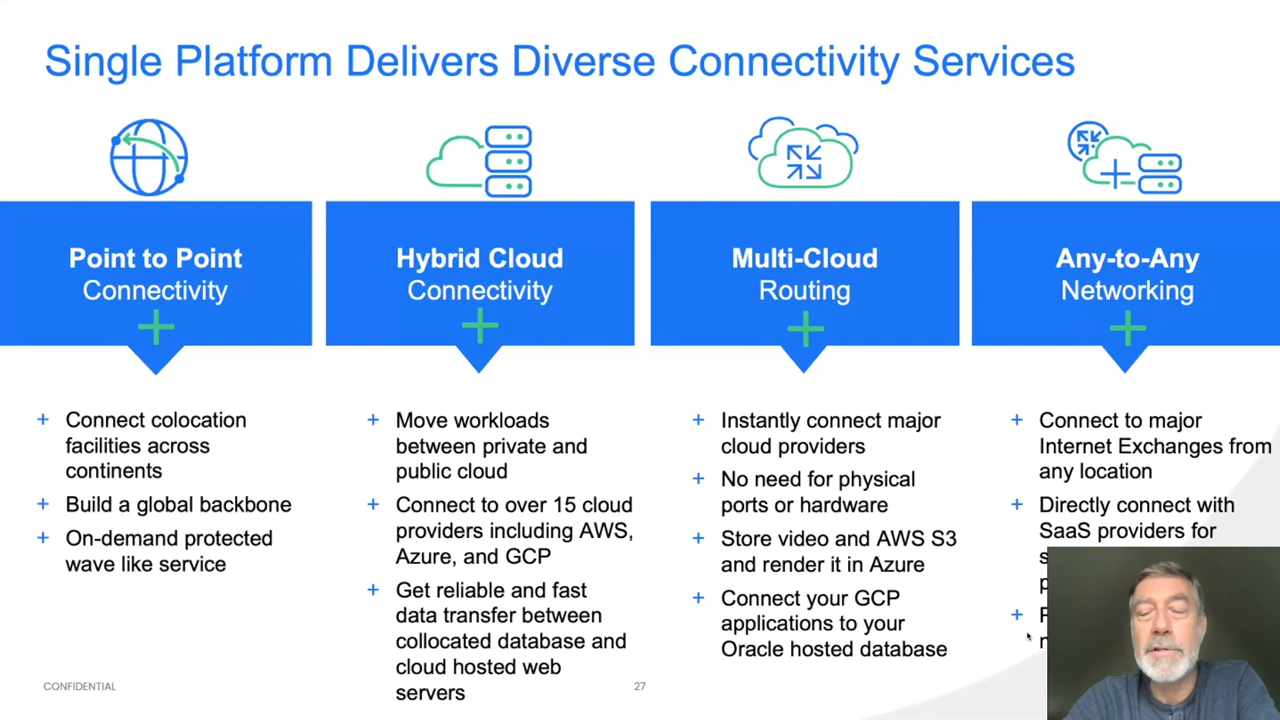 Single Platform Delivers Diverse Connectivity Services
Point to Point
Connectivity
+ Connect colocation
facilities across
continents
+ Build a global backbone
+ On-demand protected
wave like service
Hybrid Cloud
Connectivity
+ Move workloads
between private and
public cloud
+ Connect to over 15 cloud
providers including AWS,
Azure, and GCP
+ Get reliable and fast
data transfer between
collocated database and
cloud hosted web
servers
Multi-Cloud
Routing
+ Instantly connect major
cloud providers
+ No need for physical
ports or hardware
+ Store video and AWS S3
and render it in Azure
+ Connect your GCP
applications to your
Oracle hosted database
Any-to-Any
Networking
+ Connect to major
Internet Exchanges from
any location
+ Directly connect with
SaaS providers for
CONFIDENTIAL
27